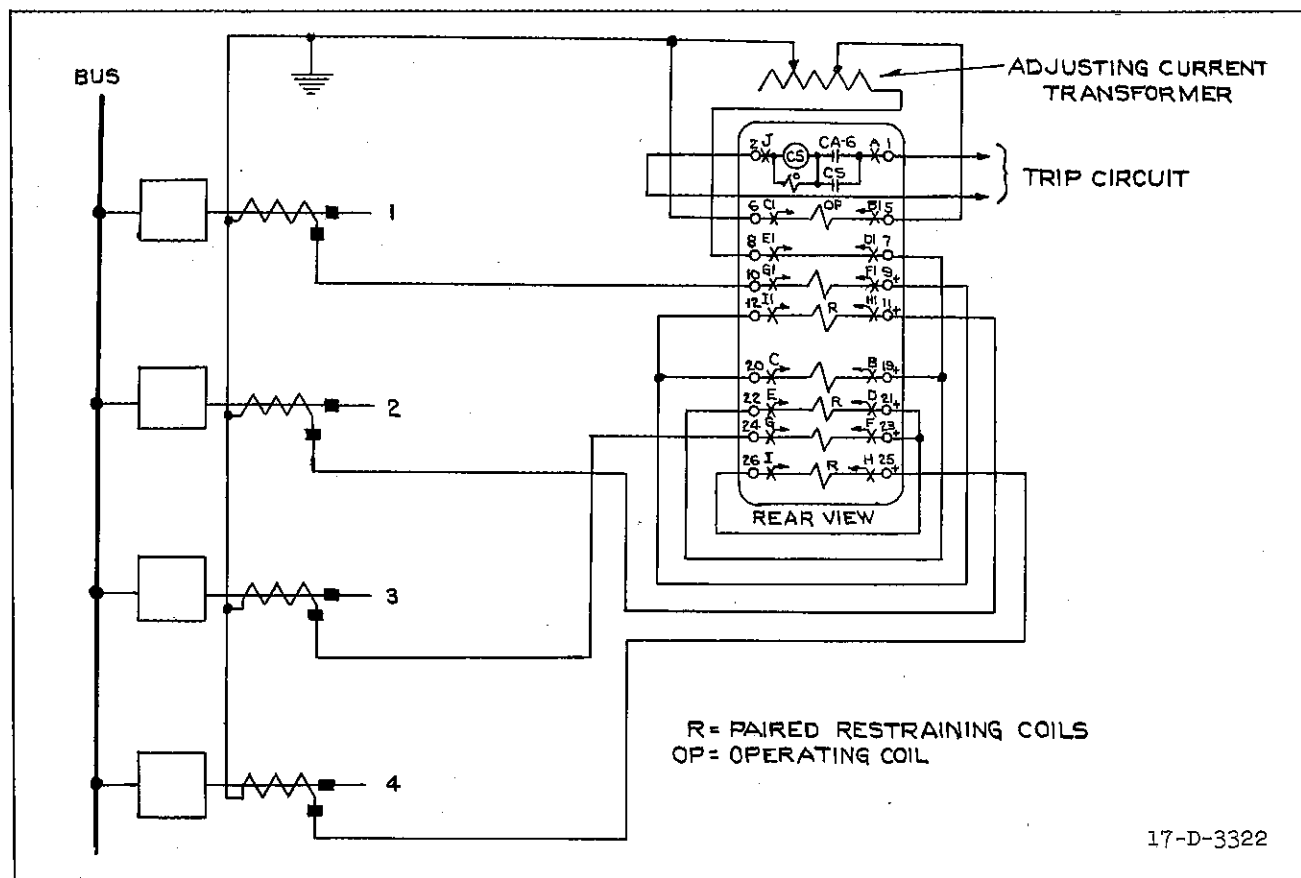 BUS
ADJUSTING CURRENT
TRANSFORMER
2 J CS CA-6 A 1
CS
TRIP CIRCUIT
6 C1 OP B1 5
8 E1 D1 7
10 G1 F1 9 +
12 I1 R H1 11 +
20 C B 19 +
22 E R D 21 +
24 G F 23 +
26 I R H 25 +
REAR VIEW
1
2
3
4
R = PAIRED RESTRAINING COILS
OP = OPERATING COIL
17-D-3322